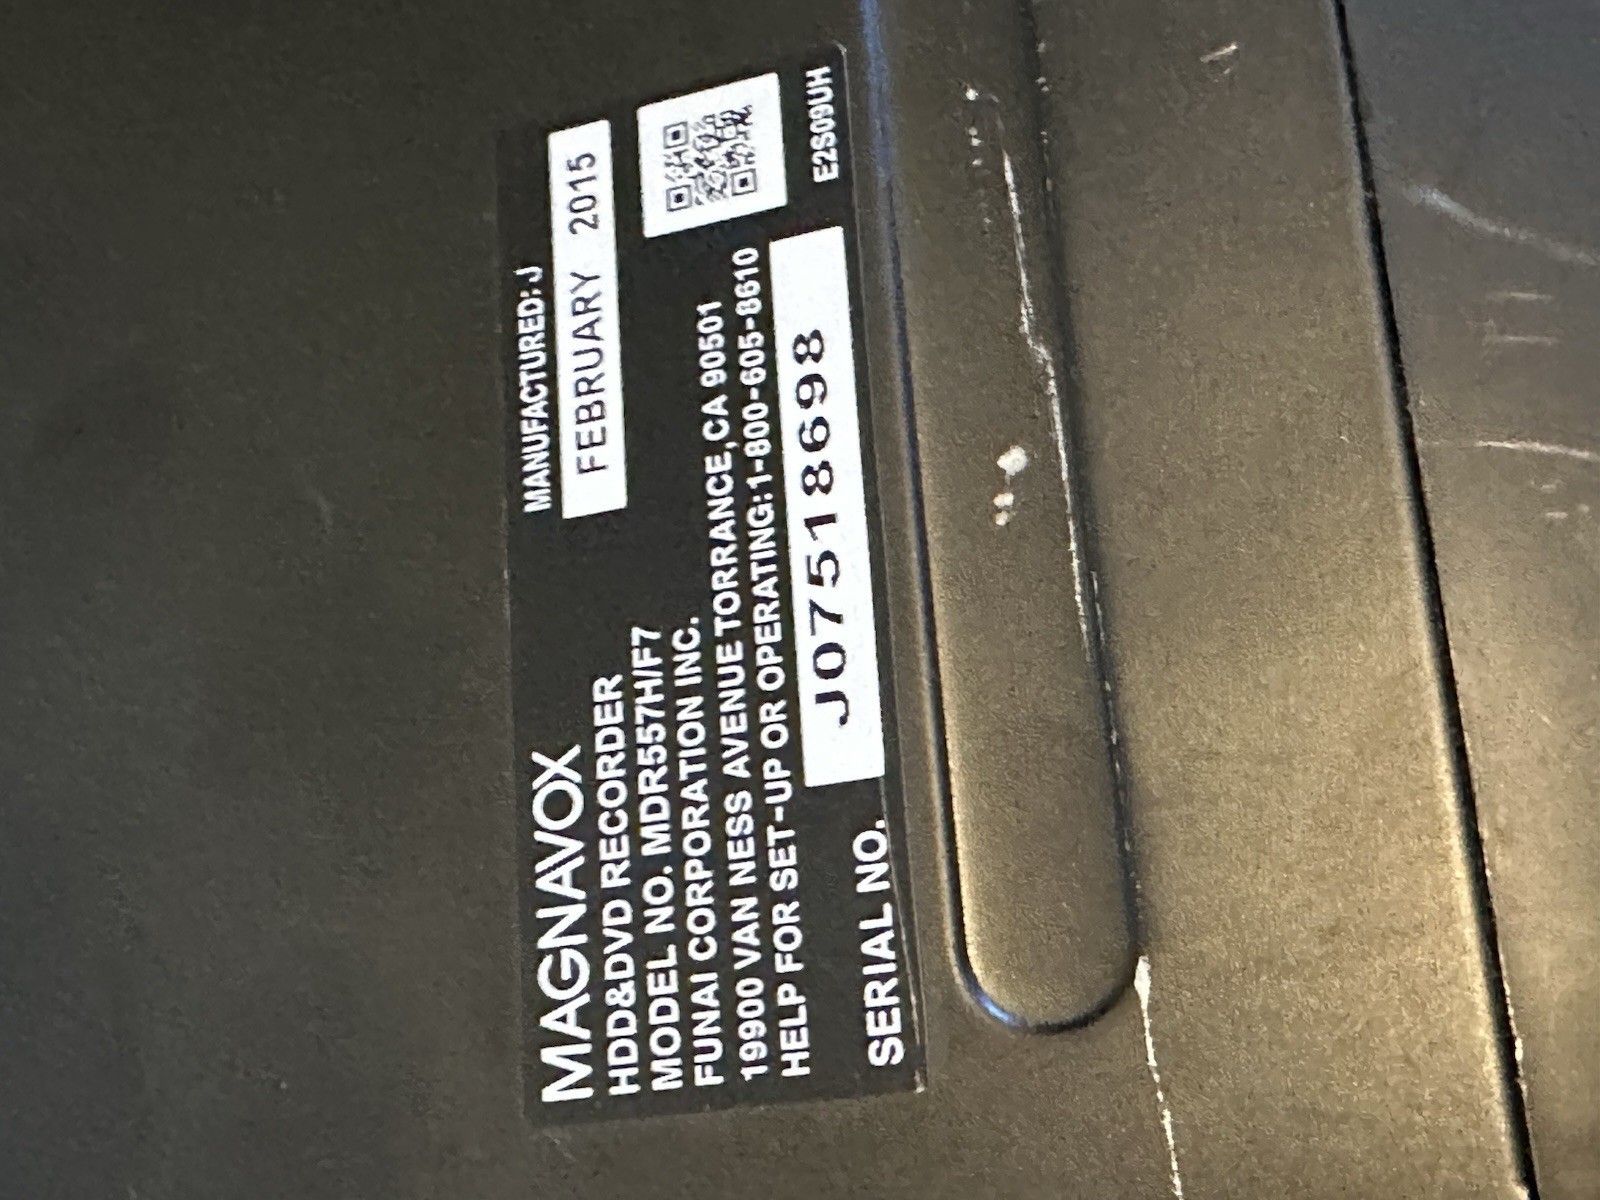 MAGNAVOX
HDD&DVD RECORDER
MODEL NO. MDR557H/F7
FUNAI CORPORATION INC.
19900 VAN NESS AVENUE TORRANCE, CA 90501
HELP FOR SET-UP OR OPERATING:1-800-605-8610
SERIAL NO. J07518698
MANUFACTURED: J
FEBRUARY 2015
E2S09UH